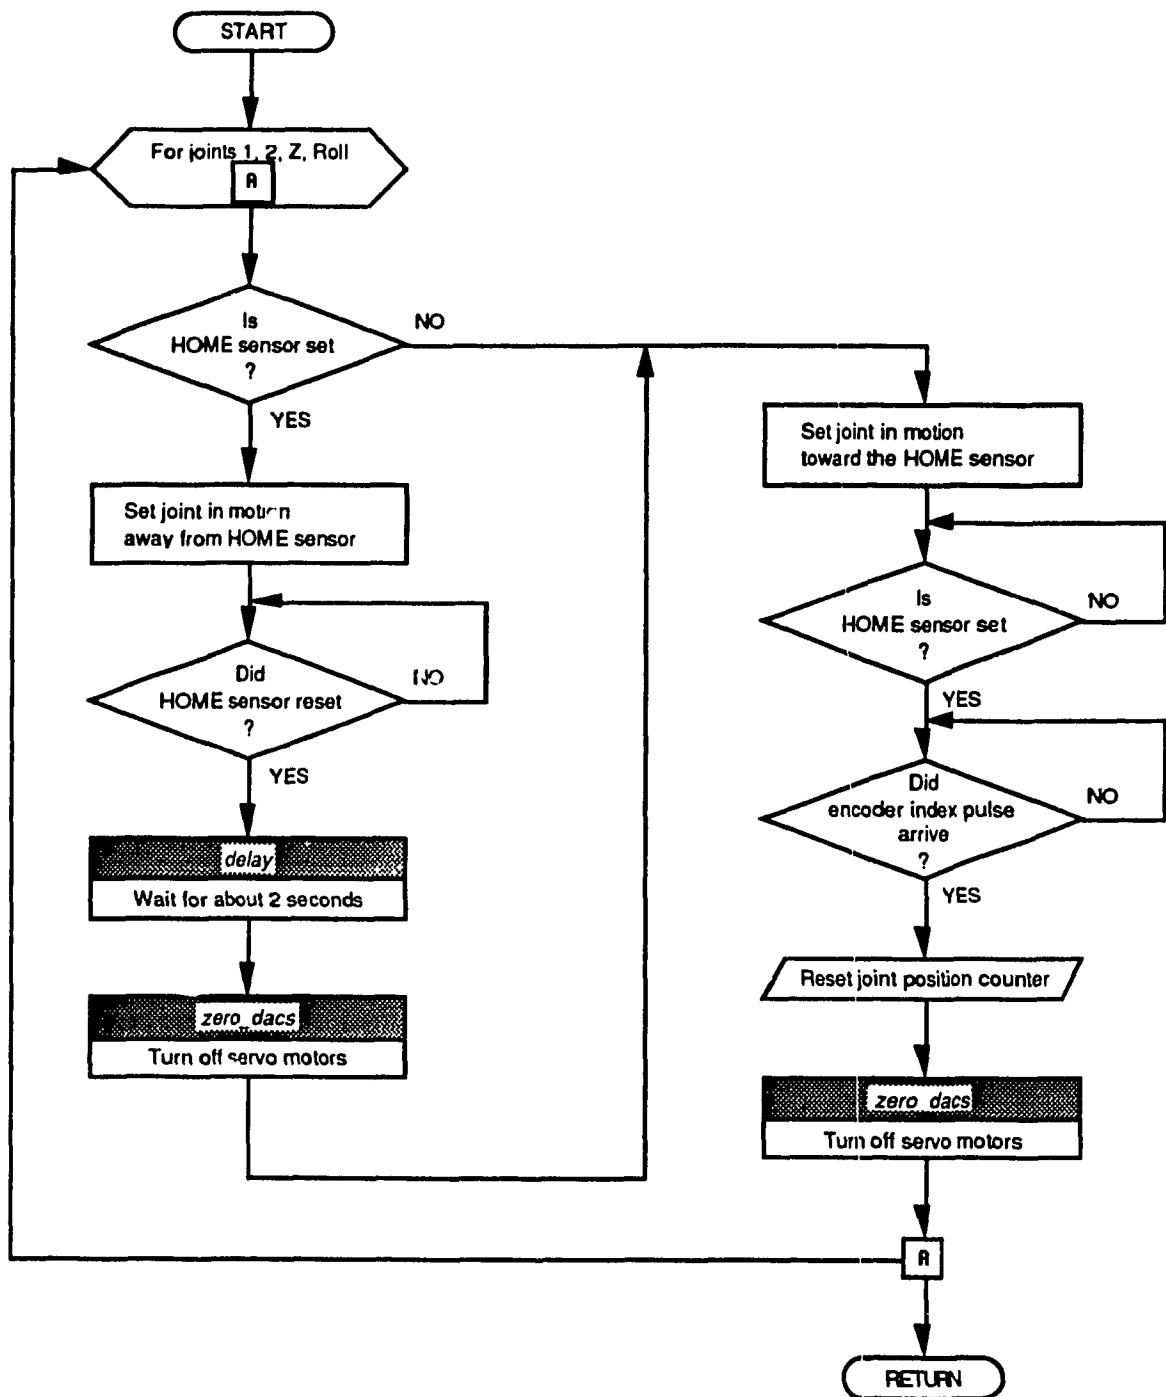 START
For joints 1, 2, Z, Roll
A
Is
HOME sensor set
?
NO
YES
Set joint in motion
away from HOME sensor
Did
HOME sensor reset
?
NO
YES
delay
Wait for about 2 seconds
zero_dacs
Turn off servo motors
Set joint in motion
toward the HOME sensor
Is
HOME sensor set
?
NO
YES
Did
encoder index pulse
arrive
?
NO
YES
Reset joint position counter
zero_dacs
Turn off servo motors
A
RETURN